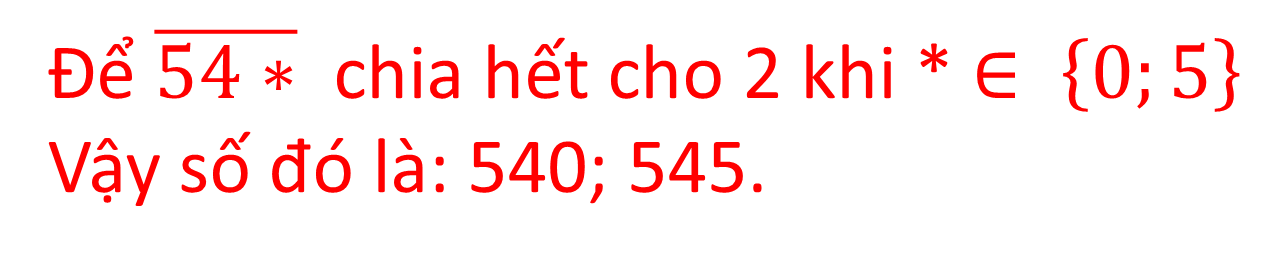 Để \(\overline{54*}\) chia hết cho 2 khi * ∈ {0; 5}
Vậy số đó là: 540; 545.